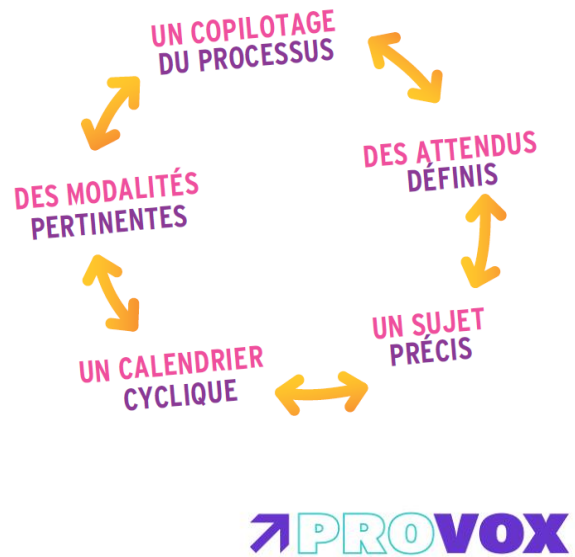 UN COPILOTAGE
DU PROCESSUS
DES ATTENDUS
DÉFINIS
UN SUJET
PRÉCIS
UN CALENDRIER
CYCLIQUE
DES MODALITÉS
PERTINENTES
PROVOX